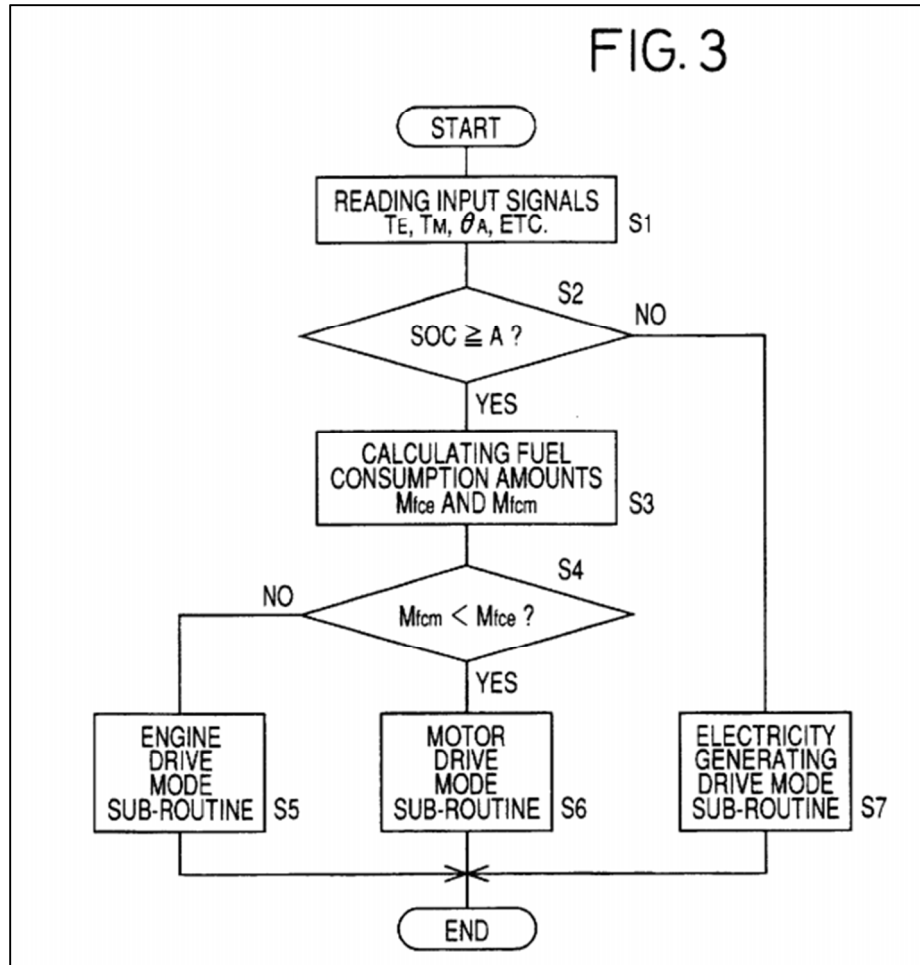 FIG. 3
START
READING INPUT SIGNALS
TE, TM, θA, ETC.
S1
S2
SOC ≧ A ?
NO
YES
CALCULATING FUEL
CONSUMPTION AMOUNTS
Mfce AND Mfcm
S3
S4
NO
Mfcm < Mfce ?
YES
ENGINE
DRIVE
MODE
SUB-ROUTINE
S5
MOTOR
DRIVE
MODE
SUB-ROUTINE
S6
ELECTRICITY
GENERATING
DRIVE MODE
SUB-ROUTINE
S7
END